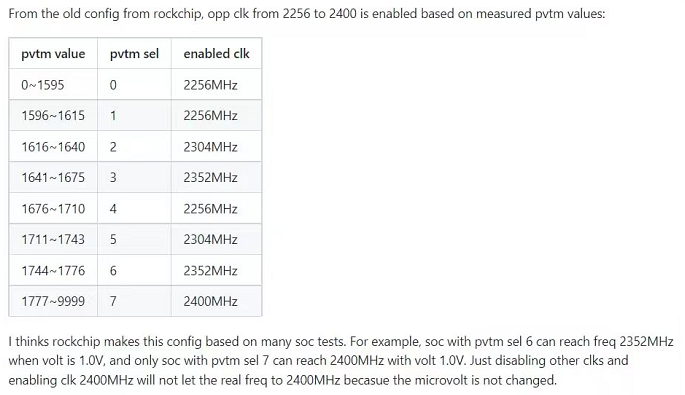 From the old config from rockchip, opp clk from 2256 to 2400 is enabled based on measured pvtm values:
pvtm value pvtm sel enabled clk
0~1595 0 2256MHz
1596~1615 1 2256MHz
1616~1640 2 2304MHz
1641~1675 3 2352MHz
1676~1710 4 2256MHz
1711~1743 5 2304MHz
1744~1776 6 2352MHz
1777~9999 7 2400MHz
I thinks rockchip makes this config based on many soc tests. For example, soc with pvtm sel 6 can reach freq 2352MHz
when volt is 1.0V, and only soc with pvtm sel 7 can reach 2400MHz with volt 1.0V. Just disabling other clks and
enabling clk 2400MHz will not let the real freq to 2400MHz becasue the microvolt is not changed.